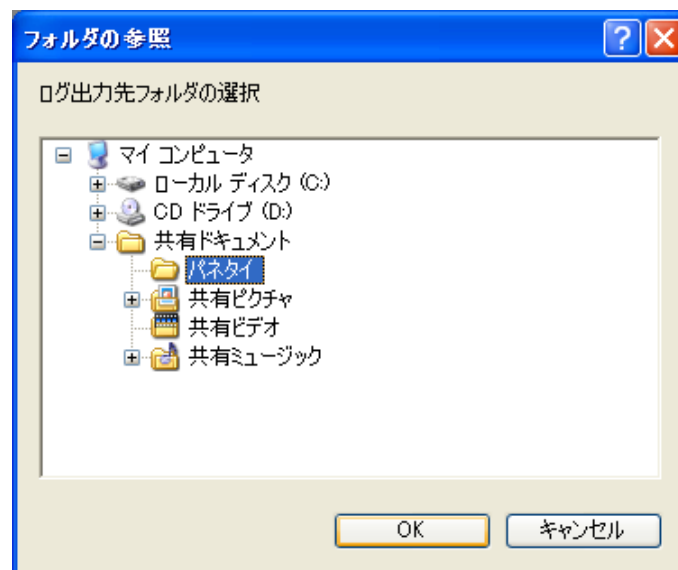 フォルダの参照
ログ出力先フォルダの選択
マイ コンピュータ
ローカル ディスク (C:)
CD ドライブ (D:)
共有ドキュメント
パネタイ
共有ピクチャ
共有ビデオ
共有ミュージック
OK
キャンセル